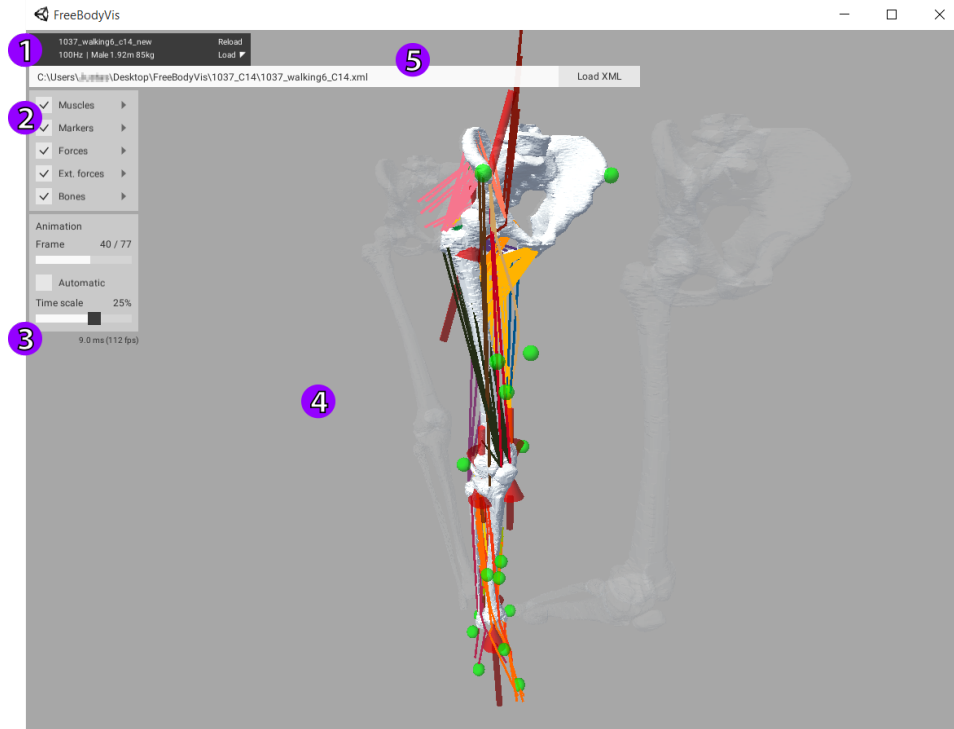 FreeBodyVis
1
1037_walking6_c14_new Reload
100Hz | Male 1.92m 85kg Load
5
C:\Users\ \Desktop\FreeBodyVis\1037_C14\1037_walking6_C14.xml Load XML
2
Muscles
Markers
Forces
Ext. forces
Bones
Animation
Frame 40 / 77
Automatic
Time scale 25%
3
9.0 ms (112 fps)
4